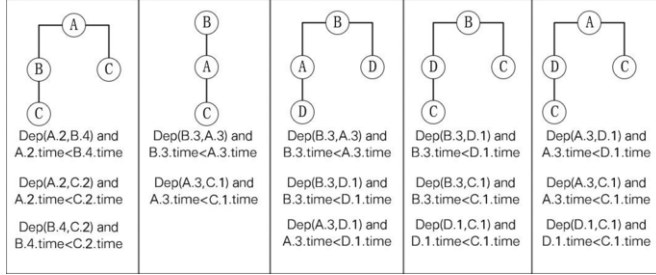 A
B
C
C
Dep(A.2,B.4) and
A.2.time<B.4.time
Dep(A.2,C.2) and
A.2.time<C.2.time
Dep(B.4,C.2) and
B.4.time<C.2.time
B
A
C
Dep(B.3,A.3) and
B.3.time<A.3.time
Dep(A.3,C.1) and
A.3.time<C.1.time
B
A
D
D
Dep(B.3,A.3) and
B.3.time<A.3.time
Dep(B.3,D.1) and
B.3.time<D.1.time
Dep(A.3,D.1) and
A.3.time<D.1.time
B
D
C
C
Dep(B.3,D.1) and
B.3.time<D.1.time
Dep(B.3,C.1) and
B.3.time<C.1.time
Dep(D.1,C.1) and
D.1.time<C.1.time
A
D
C
C
Dep(A.3,D.1) and
A.3.time<D.1.time
Dep(A.3,C.1) and
A.3.time<C.1.time
Dep(D.1,C.1) and
D.1.time<C.1.time